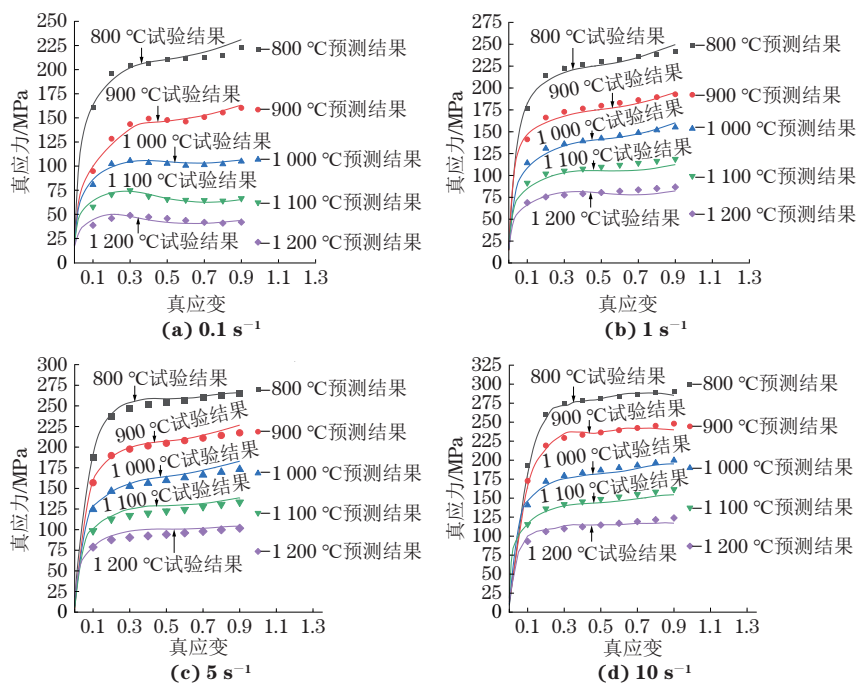 250
225
200
175
150
125
100
75
50
25
0
真应力/MPa
0.1 0.3 0.5 0.7 0.9 1.1 1.3
真应变
800 ℃试验结果
900 ℃试验结果
1 000 ℃试验结果
1 100 ℃试验结果
1 200 ℃试验结果
800 ℃预测结果
900 ℃预测结果
1 000 ℃预测结果
1 100 ℃预测结果
1 200 ℃预测结果
(a) 0.1 s⁻¹
275
250
225
200
175
150
125
100
75
50
25
0
真应力/MPa
0.1 0.3 0.5 0.7 0.9 1.1 1.3
真应变
800 ℃试验结果
900 ℃试验结果
1 000 ℃试验结果
1 100 ℃试验结果
1 200 ℃试验结果
800 ℃预测结果
900 ℃预测结果
1 000 ℃预测结果
1 100 ℃预测结果
1 200 ℃预测结果
(b) 1 s⁻¹
300
275
250
225
200
175
150
125
100
75
50
25
0
真应力/MPa
0.1 0.3 0.5 0.7 0.9 1.1 1.3
真应变
800 ℃试验结果
900 ℃试验结果
1 000 ℃试验结果
1 100 ℃试验结果
1 200 ℃试验结果
800 ℃预测结果
900 ℃预测结果
1 000 ℃预测结果
1 100 ℃预测结果
1 200 ℃预测结果
(c) 5 s⁻¹
325
300
275
250
225
200
175
150
125
100
75
50
25
0
真应力/MPa
0.1 0.3 0.5 0.7 0.9 1.1 1.3
真应变
800 ℃试验结果
900 ℃试验结果
1 000 ℃试验结果
1 100 ℃试验结果
1 200 ℃试验结果
800 ℃预测结果
900 ℃预测结果
1 000 ℃预测结果
1 100 ℃预测结果
1 200 ℃预测结果
(d) 10 s⁻¹